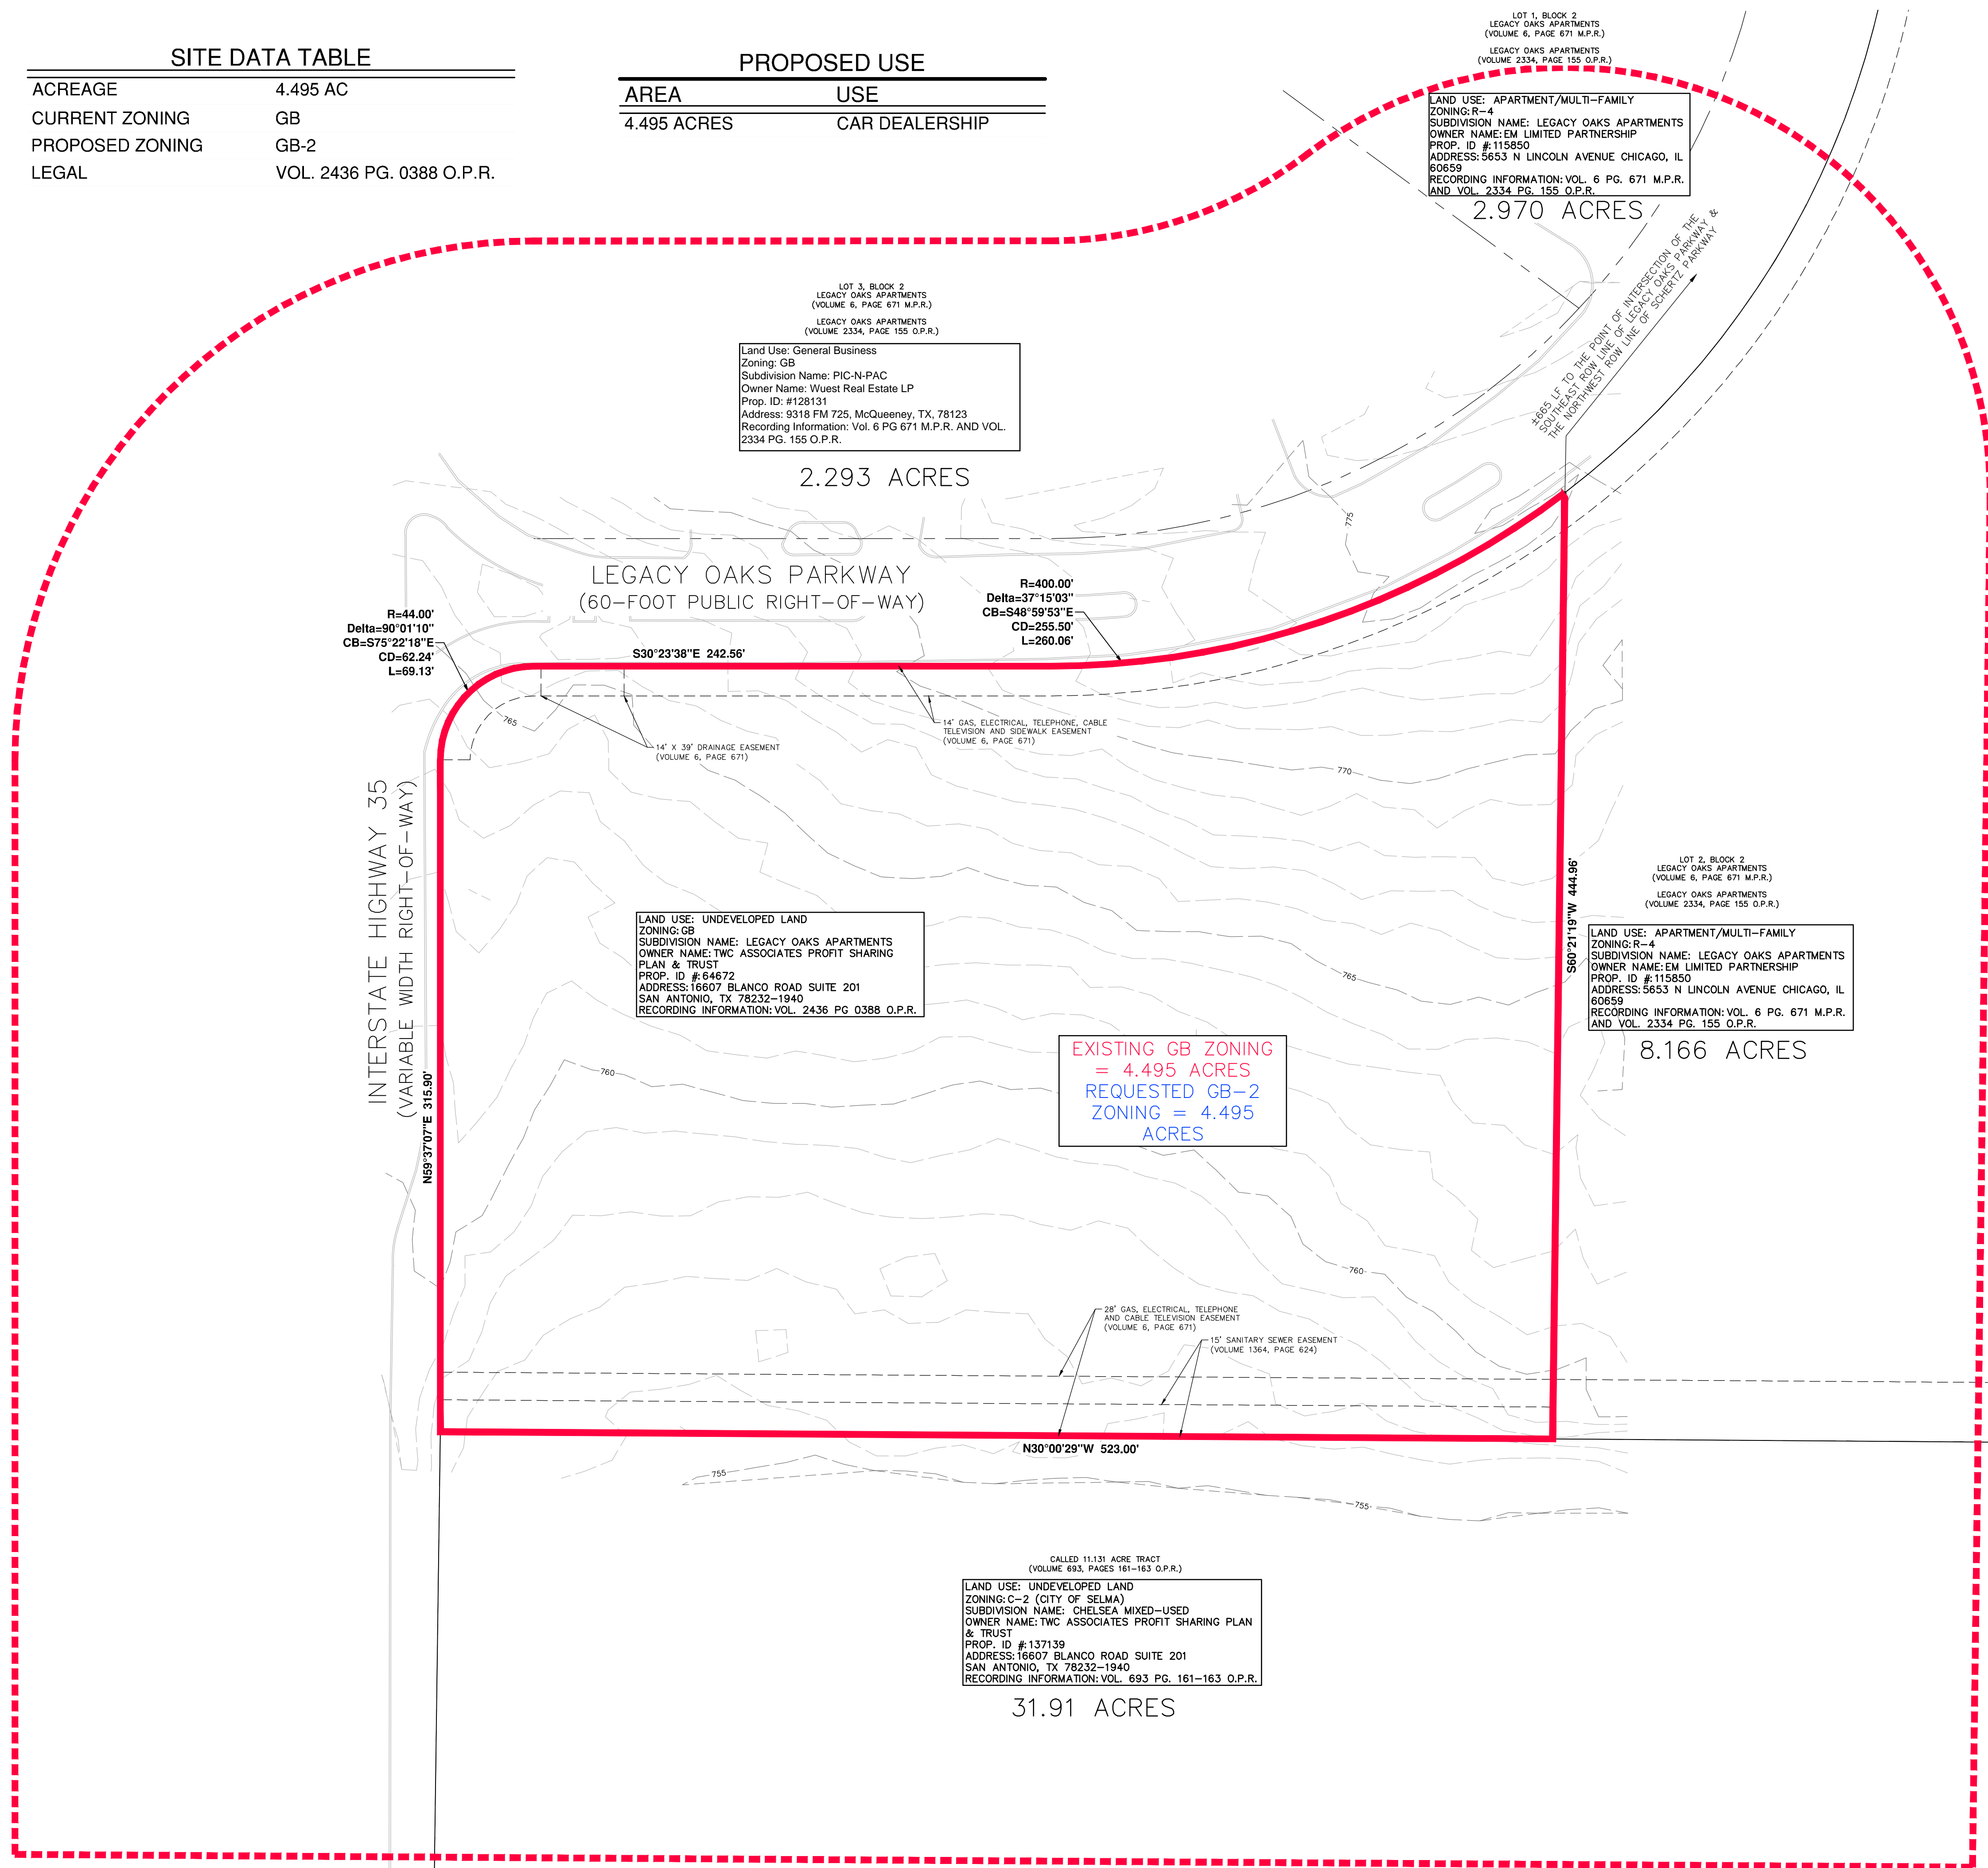 SITE DATA TABLE
ACREAGE 4.495 AC
CURRENT ZONING GB
PROPOSED ZONING GB-2
LEGAL VOL. 2436 PG. 0388 O.P.R.
PROPOSED USE
AREA USE
4.495 ACRES CAR DEALERSHIP
LOT 1, BLOCK 2
LEGACY OAKS APARTMENTS
(VOLUME 6, PAGE 671 M.P.R.)
LEGACY OAKS APARTMENTS
(VOLUME 2334, PAGE 155 O.P.R.)
LAND USE: APARTMENT/MULTI-FAMILY
ZONING: R-4
SUBDIVISION NAME: LEGACY OAKS APARTMENTS
OWNER NAME: EM LIMITED PARTNERSHIP
PROP. ID #: 115850
ADDRESS: 5653 N LINCOLN AVENUE CHICAGO, IL
60659
RECORDING INFORMATION: VOL. 6 PG. 671 M.P.R.
AND VOL. 2334 PG. 155 O.P.R.
2.970 ACRES
±665 LF TO THE POINT OF INTERSECTION OF THE
SOUTHEAST ROW LINE OF LEGACY OAKS PARKWAY &
THE NORTHWEST ROW LINE OF SCHERTZ PARKWAY
LOT 3, BLOCK 2
LEGACY OAKS APARTMENTS
(VOLUME 6, PAGE 671 M.P.R.)
LEGACY OAKS APARTMENTS
(VOLUME 2334, PAGE 155 O.P.R.)
Land Use: General Business
Zoning: GB
Subdivision Name: PIC-N-PAC
Owner Name: Wuest Real Estate LP
Prop. ID: #128131
Address: 9318 FM 725, McQueeney, TX, 78123
Recording Information: Vol. 6 PG 671 M.P.R. AND VOL.
2334 PG. 155 O.P.R.
2.293 ACRES
775
LEGACY OAKS PARKWAY
(60-FOOT PUBLIC RIGHT-OF-WAY)
R=400.00'
Delta=37°15'03"
CB=S48°59'53"E
CD=255.50'
L=260.06'
R=44.00'
Delta=90°01'10"
CB=S75°22'18"E
CD=62.24'
L=69.13'
S30°23'38"E 242.56'
765
14' X 39' DRAINAGE EASEMENT
(VOLUME 6, PAGE 671)
14' GAS, ELECTRICAL, TELEPHONE, CABLE
TELEVISION AND SIDEWALK EASEMENT
(VOLUME 6, PAGE 671)
770
INTERSTATE HIGHWAY 35
(VARIABLE WIDTH RIGHT-OF-WAY)
N59°37'07"E 315.90'
S60°21'19"W 444.96'
LAND USE: UNDEVELOPED LAND
ZONING: GB
SUBDIVISION NAME: LEGACY OAKS APARTMENTS
OWNER NAME: TWC ASSOCIATES PROFIT SHARING
PLAN & TRUST
PROP. ID #: 64672
ADDRESS: 16607 BLANCO ROAD SUITE 201
SAN ANTONIO, TX 78232-1940
RECORDING INFORMATION: VOL. 2436 PG 0388 O.P.R.
765
LOT 2, BLOCK 2
LEGACY OAKS APARTMENTS
(VOLUME 6, PAGE 671 M.P.R.)
LEGACY OAKS APARTMENTS
(VOLUME 2334, PAGE 155 O.P.R.)
LAND USE: APARTMENT/MULTI-FAMILY
ZONING: R-4
SUBDIVISION NAME: LEGACY OAKS APARTMENTS
OWNER NAME: EM LIMITED PARTNERSHIP
PROP. ID #: 115850
ADDRESS: 5653 N LINCOLN AVENUE CHICAGO, IL
60659
RECORDING INFORMATION: VOL. 6 PG. 671 M.P.R.
AND VOL. 2334 PG. 155 O.P.R.
8.166 ACRES
EXISTING GB ZONING
= 4.495 ACRES
REQUESTED GB-2
ZONING = 4.495
ACRES
760
760
28' GAS, ELECTRICAL, TELEPHONE
AND CABLE TELEVISION EASEMENT
(VOLUME 6, PAGE 671)
15' SANITARY SEWER EASEMENT
(VOLUME 1364, PAGE 624)
N30°00'29"W 523.00'
755
755
CALLED 11.131 ACRE TRACT
(VOLUME 693, PAGES 161-163 O.P.R.)
LAND USE: UNDEVELOPED LAND
ZONING: C-2 (CITY OF SELMA)
SUBDIVISION NAME: CHELSEA MIXED-USED
OWNER NAME: TWC ASSOCIATES PROFIT SHARING PLAN
& TRUST
PROP. ID #: 137139
ADDRESS: 16607 BLANCO ROAD SUITE 201
SAN ANTONIO, TX 78232-1940
RECORDING INFORMATION: VOL. 693 PG. 161-163 O.P.R.
31.91 ACRES